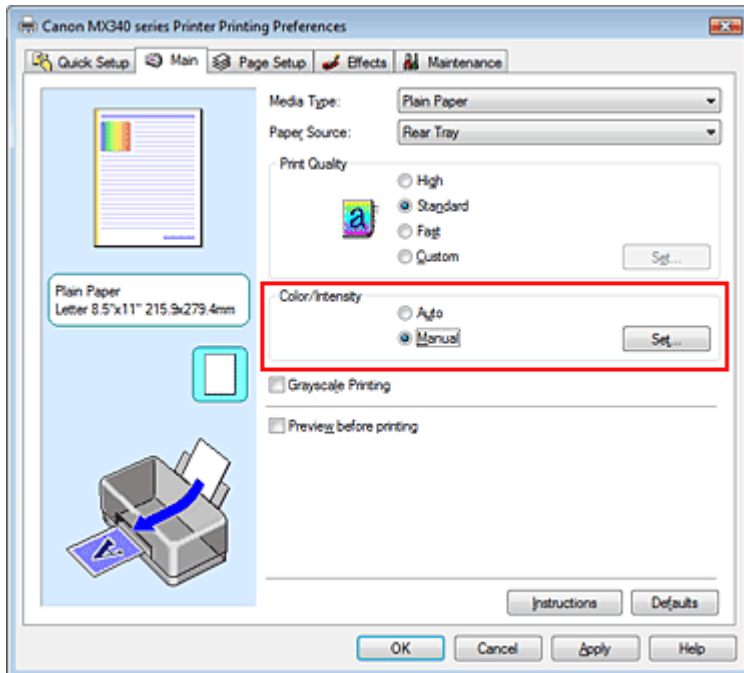 Canon MX340 series Printer Printing Preferences
Quick Setup Main Page Setup Effects Maintenance
Media Type: Plain Paper
Paper Source: Rear Tray
Print Quality
High
Standard
Fast
Custom Set...
a
Plain Paper
Letter 8.5"x11" 215.9x279.4mm
Color/Intensity
Auto
Manual Set...
Grayscale Printing
Preview before printing
A
Instructions Defaults
OK Cancel Apply Help